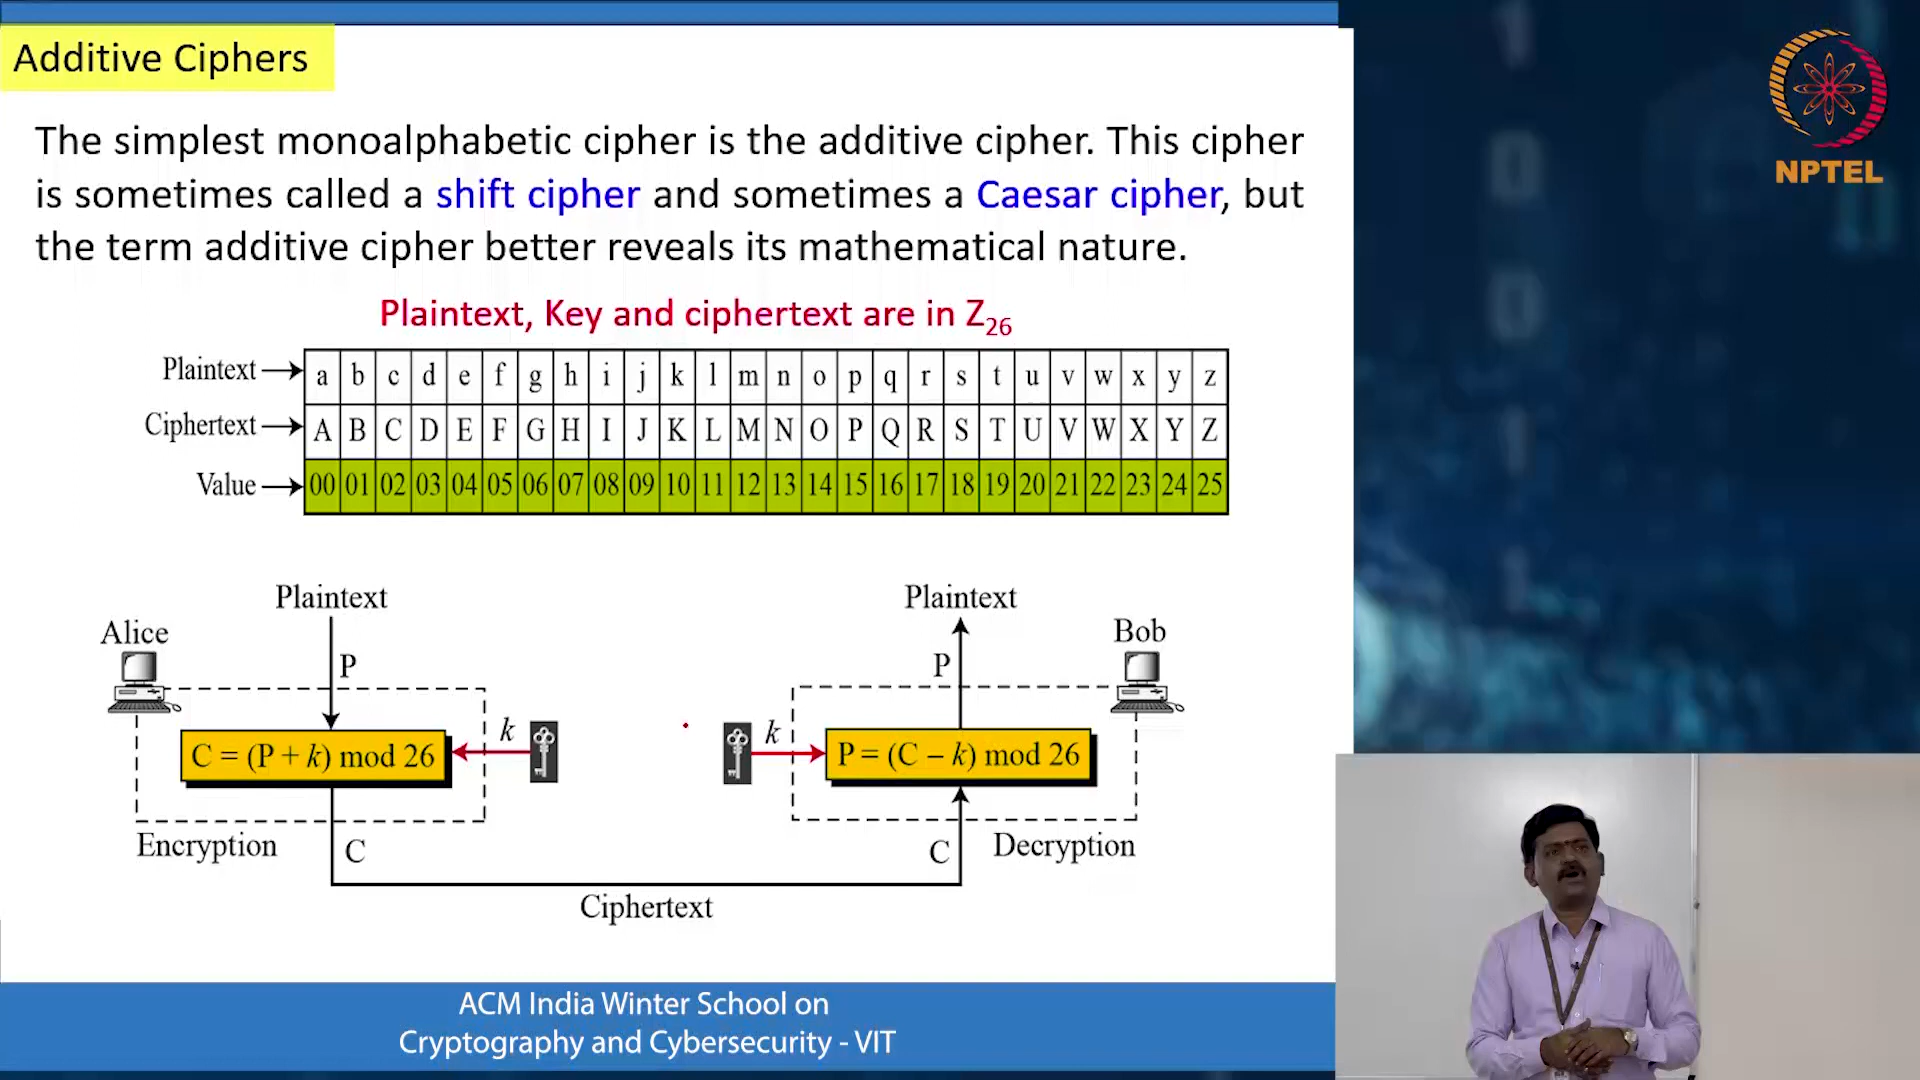 Additive Ciphers
NPTEL
The simplest monoalphabetic cipher is the additive cipher. This cipher
is sometimes called a shift cipher and sometimes a Caesar cipher, but
the term additive cipher better reveals its mathematical nature.
Plaintext, Key and ciphertext are in Z26
Plaintext a b c d e f g h i j k l m n o p q r s t u v w x y z
Ciphertext A B C D E F G H I J K L M N O P Q R S T U V W X Y Z
Value 00 01 02 03 04 05 06 07 08 09 10 11 12 13 14 15 16 17 18 19 20 21 22 23 24 25
Plaintext
Alice
P
C = (P + k) mod 26
k
Encryption
C
Ciphertext
Plaintext
Bob
P
k
P = (C – k) mod 26
C
Decryption
ACM India Winter School on
Cryptography and Cybersecurity - VIT